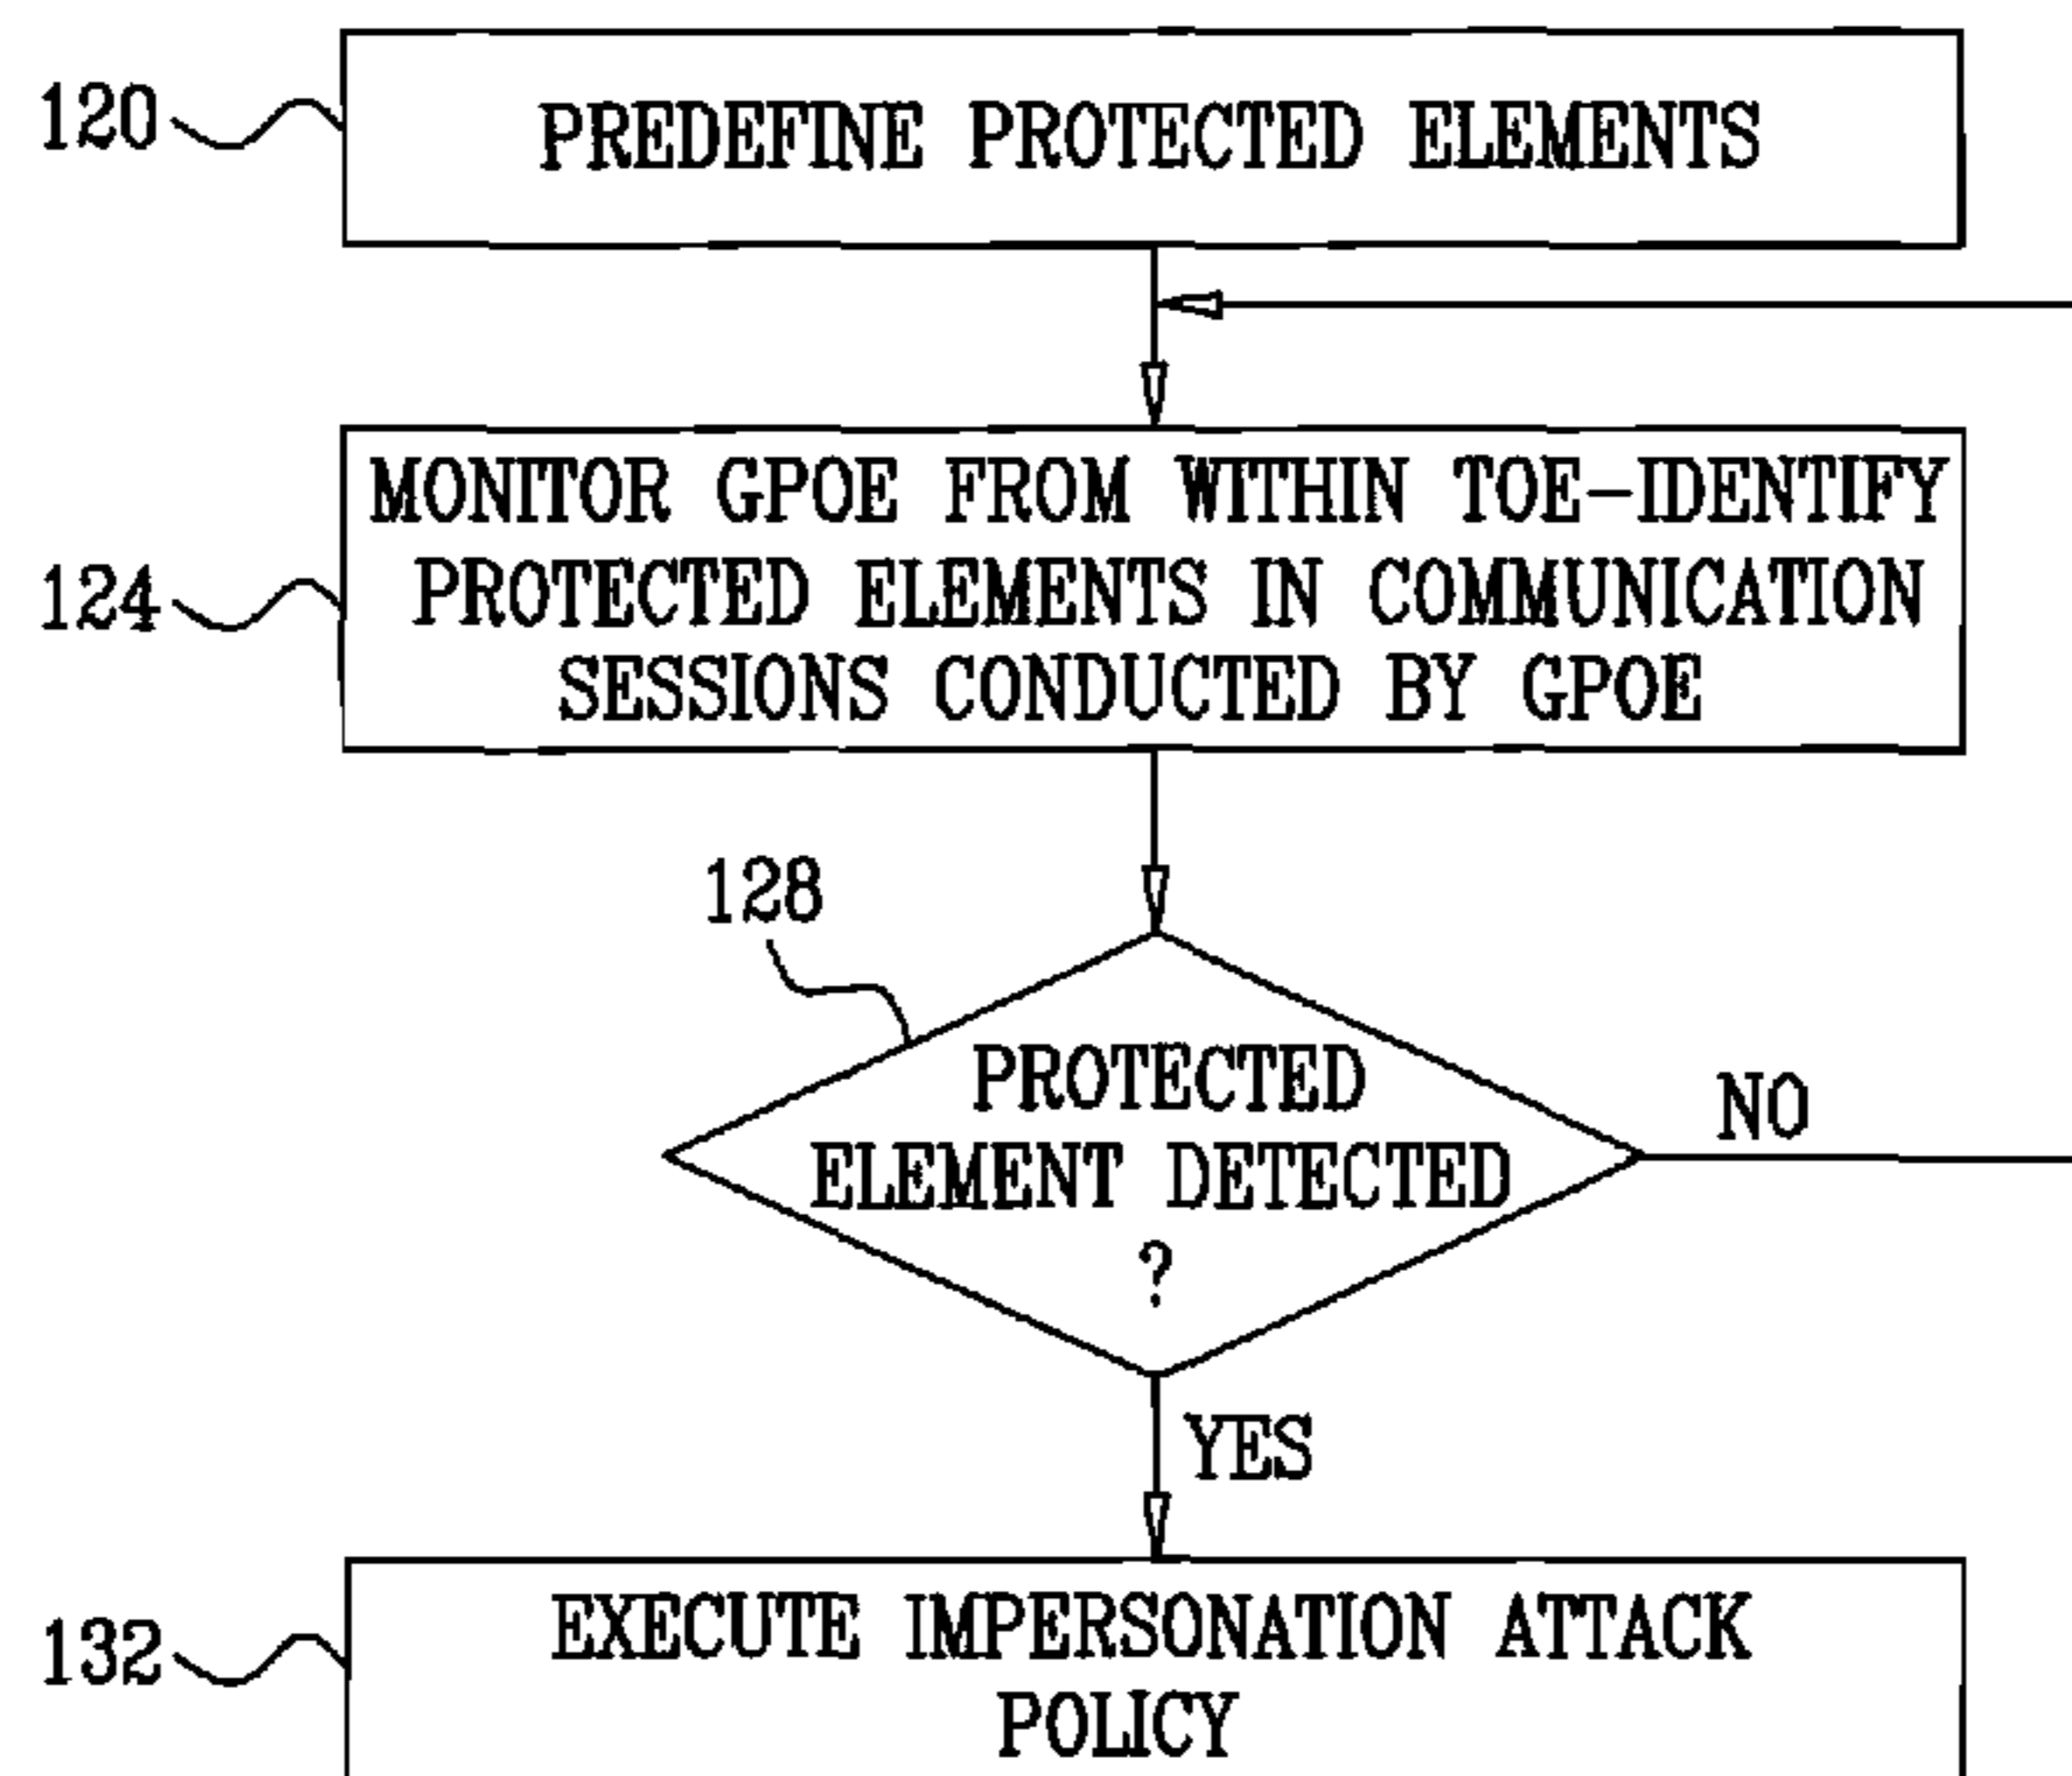 120
PREDEFINE PROTECTED ELEMENTS
124
MONITOR GPOE FROM WITHIN TOE-IDENTIFY
PROTECTED ELEMENTS IN COMMUNICATION
SESSIONS CONDUCTED BY GPOE
128
PROTECTED
ELEMENT DETECTED
?
NO
YES
132
EXECUTE IMPERSONATION ATTACK
POLICY